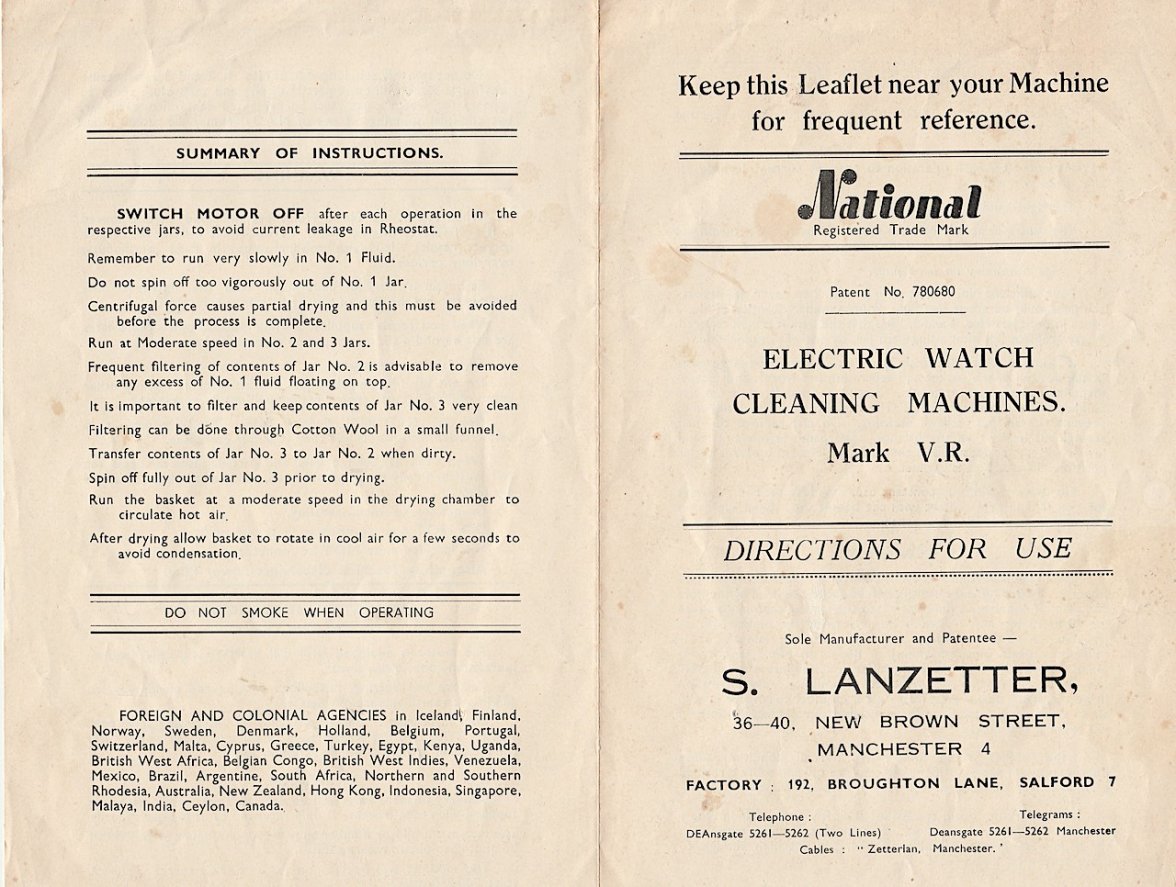 SUMMARY OF INSTRUCTIONS.
SWITCH MOTOR OFF after each operation in the
respective jars, to avoid current leakage in Rheostat.
Remember to run very slowly in No. 1 Fluid.
Do not spin off too vigorously out of No. 1 Jar.
Centrifugal force causes partial drying and this must be avoided
before the process is complete.
Run at Moderate speed in No. 2 and 3 Jars.
Frequent filtering of contents of Jar No. 2 is advisable to remove
any excess of No. 1 fluid floating on top.
It is important to filter and keep contents of Jar No. 3 very clean
Filtering can be done through Cotton Wool in a small funnel.
Transfer contents of Jar No. 3 to Jar No. 2 when dirty.
Spin off fully out of Jar No. 3 prior to drying.
Run the basket at a moderate speed in the drying chamber to
circulate hot air.
After drying allow basket to rotate in cool air for a few seconds to
avoid condensation.
DO NOT SMOKE WHEN OPERATING
FOREIGN AND COLONIAL AGENCIES in Iceland, Finland,
Norway, Sweden, Denmark, Holland, Belgium, Portugal,
Switzerland, Malta, Cyprus, Greece, Turkey, Egypt, Kenya, Uganda,
British West Africa, Belgian Congo, British West Indies, Venezuela,
Mexico, Brazil, Argentine, South Africa, Northern and Southern
Rhodesia, Australia, New Zealand, Hong Kong, Indonesia, Singapore,
Malaya, India, Ceylon, Canada.
Keep this Leaflet near your Machine
for frequent reference.
National
Registered Trade Mark
Patent No. 780680
ELECTRIC WATCH
CLEANING MACHINES.
Mark V.R.
DIRECTIONS FOR USE
Sole Manufacturer and Patentee —
S. LANZETTER,
36—40, NEW BROWN STREET,
MANCHESTER 4
FACTORY : 192, BROUGHTON LANE, SALFORD 7
Telephone : Telegrams :
DEAnsgate 5261—5262 (Two Lines) Deansgate 5261—5262 Manchester
Cables : "Zetterlan, Manchester.'